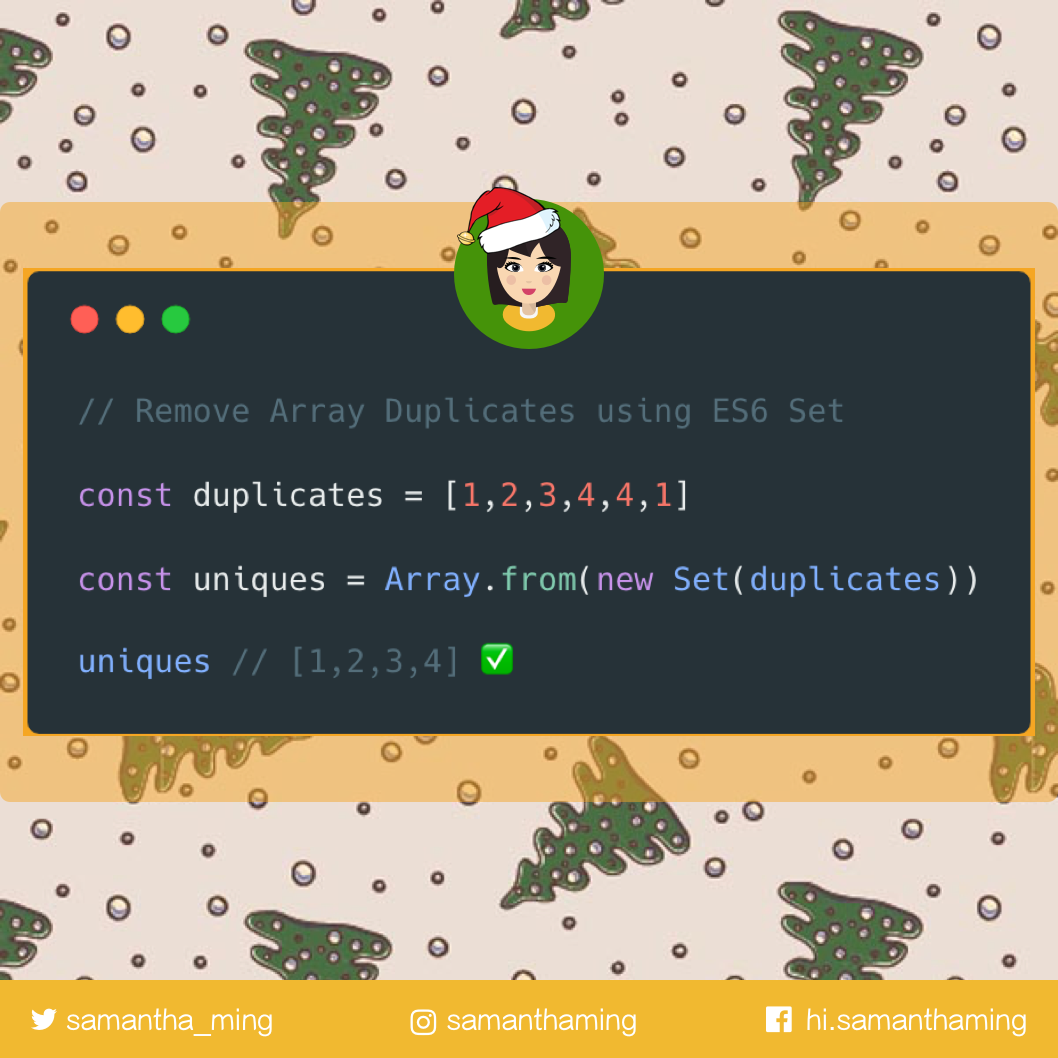 // Remove Array Duplicates using ES6 Set
const duplicates = [1,2,3,4,4,1]
const uniques = Array.from(new Set(duplicates))
uniques // [1,2,3,4] ✅
samantha_ming samanthaming hi.samanthaming